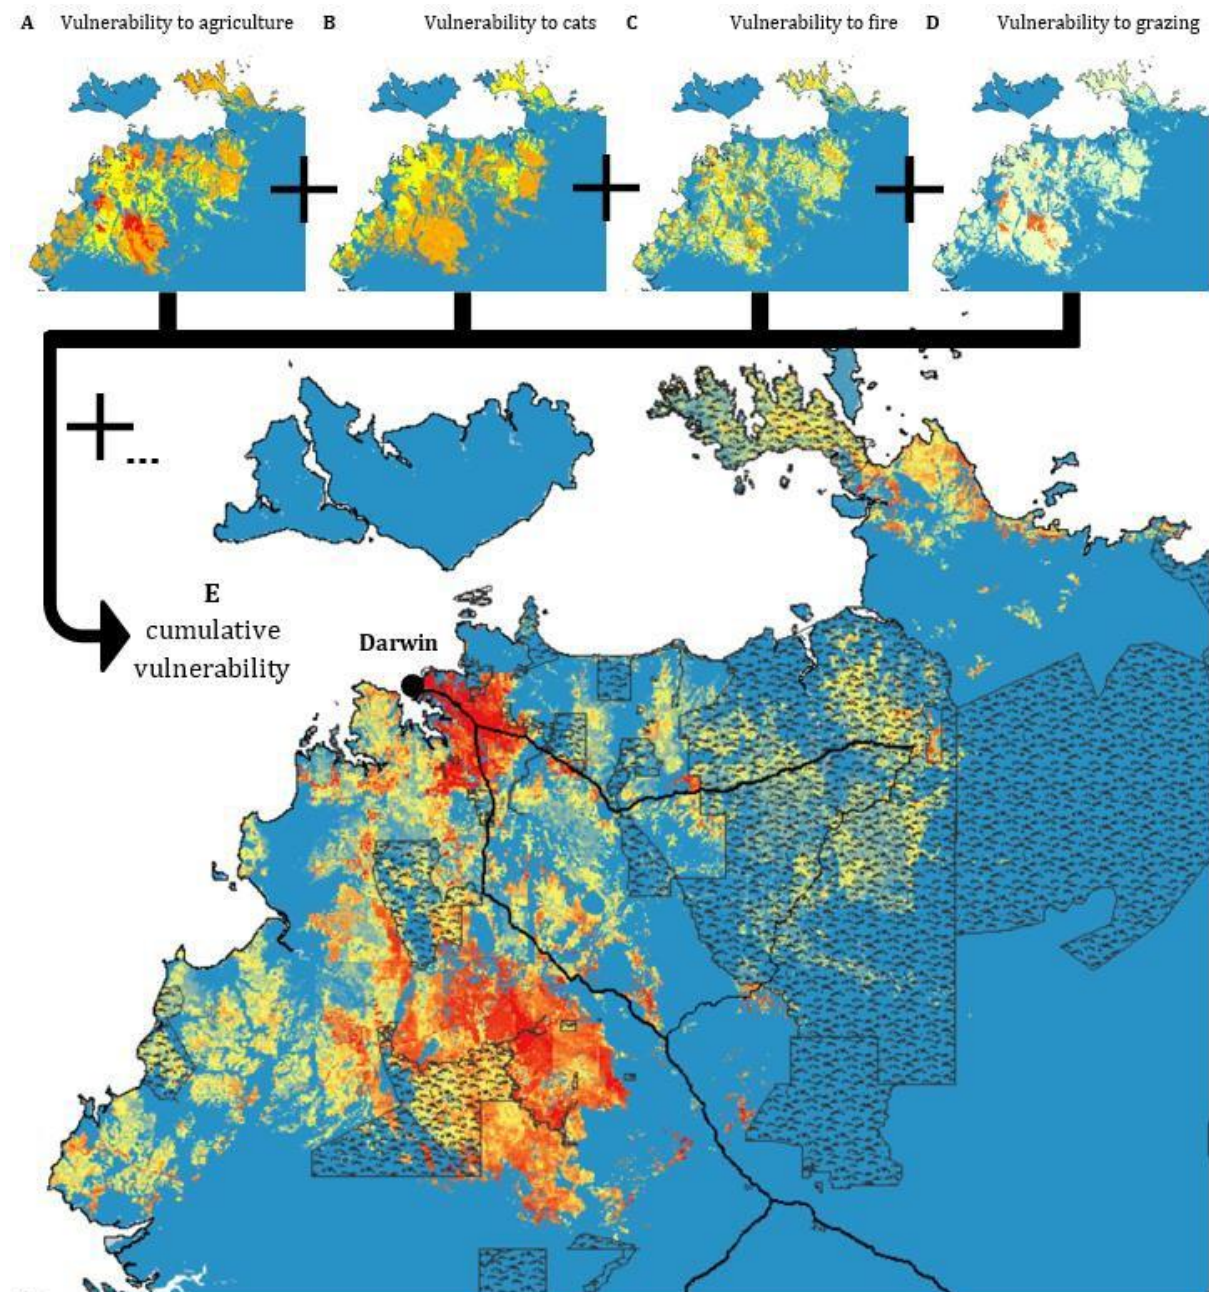 A Vulnerability to agriculture B Vulnerability to cats C Vulnerability to fire D Vulnerability to grazing
+ + +
+...
E
cumulative
vulnerability
Darwin